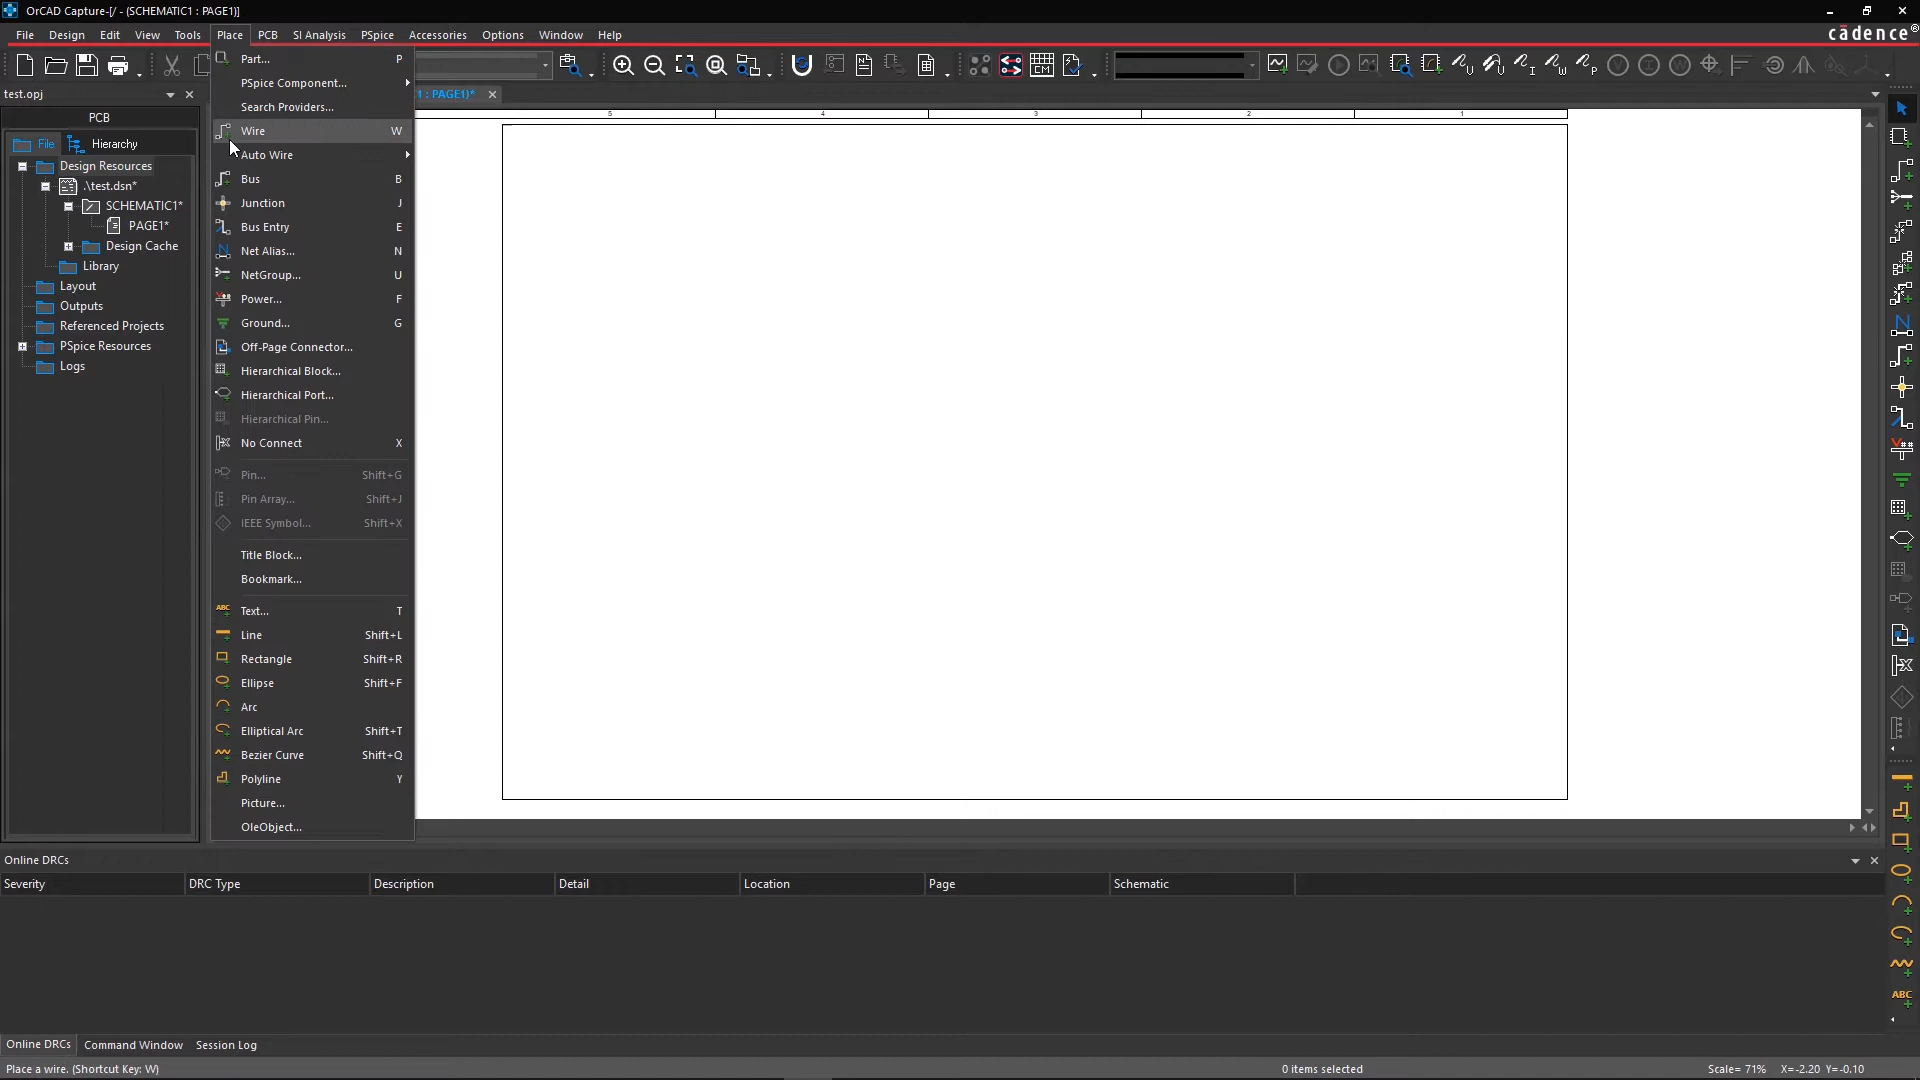 OrCAD Capture-[/ - (SCHEMATIC1 : PAGE1)]
File Design Edit View Tools Place PCB SI Analysis PSpice Accessories Options Window Help
cādence®
test.opj
1 : PAGE1)*
PCB
File Hierarchy
Design Resources
.\test.dsn*
SCHEMATIC1*
PAGE1*
Design Cache
Library
Layout
Outputs
Referenced Projects
PSpice Resources
Logs
Part... P
PSpice Component...
Search Providers...
Wire W
Auto Wire
Bus B
Junction J
Bus Entry E
Net Alias... N
NetGroup... U
Power... F
Ground... G
Off-Page Connector...
Hierarchical Block...
Hierarchical Port...
Hierarchical Pin...
No Connect X
Pin... Shift+G
Pin Array... Shift+J
IEEE Symbol... Shift+X
Title Block...
Bookmark...
Text... T
Line Shift+L
Rectangle Shift+R
Ellipse Shift+F
Arc
Elliptical Arc Shift+T
Bezier Curve Shift+Q
Polyline Y
Picture...
OleObject...
5 4 3 2 1
Online DRCs
Severity DRC Type Description Detail Location Page Schematic
Online DRCs Command Window Session Log
Place a wire. (Shortcut Key: W) 0 items selected Scale= 71% X=-2.20 Y=-0.10